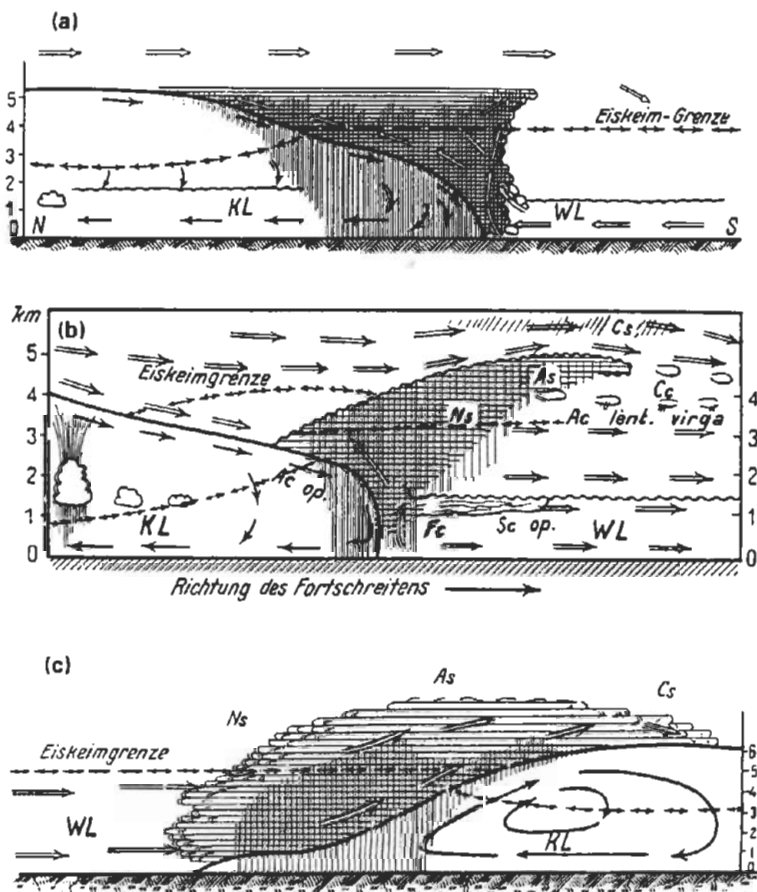 (a)
5
4
3
2
1
0
Eiskeim-Grenze
KL
WL
N
S
(b)
km
5
4
3
2
1
0
Eiskeimgrenze
Cs
As
Cc
Ns
Ac lent. virga
Ac op.
KL
Fc
Sc op.
WL
4
3
2
1
0
Richtung des Fortschreitens
(c)
As
Ns
Cs
Eiskeimgrenze
WL
KL
6
5
4
3
2
1
0